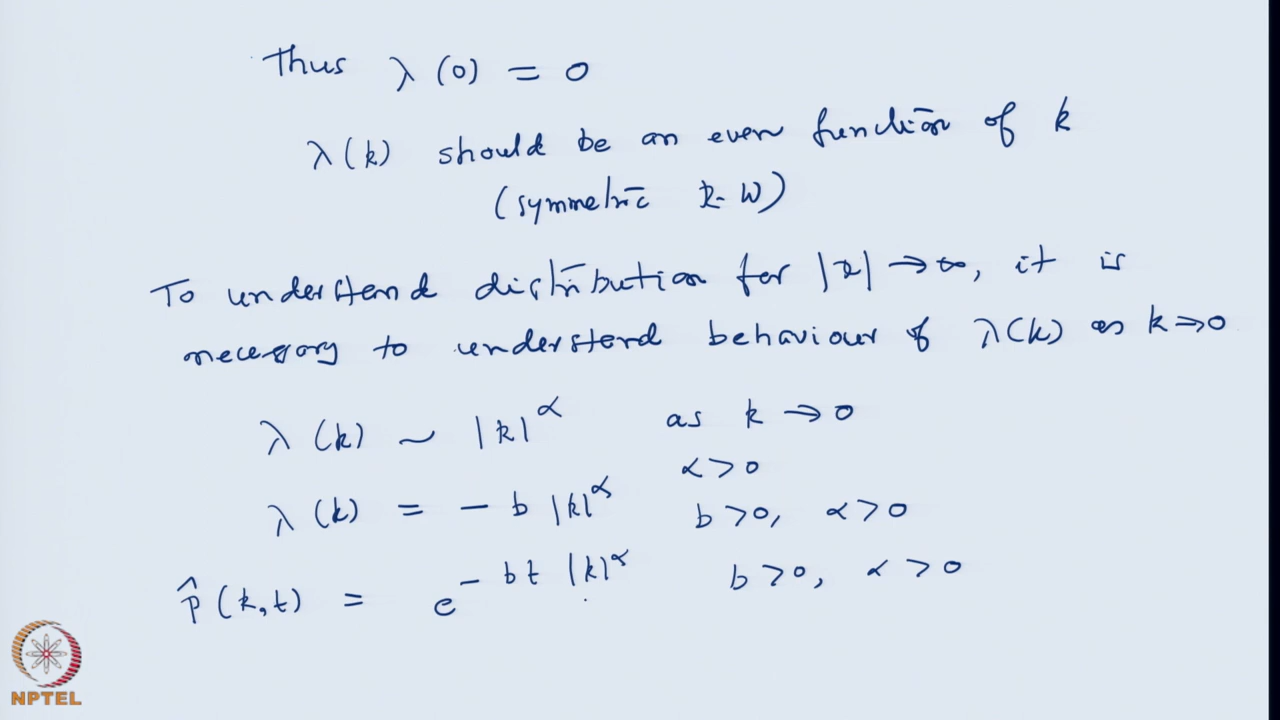 Thus λ(0) = 0
λ(k) should be an even function of k
(symmetric R.W)
To understand distribution for |x| → ∞, it is
necessary to understand behaviour of λ(k) as k → 0
λ(k) ~ |k|^α as k → 0
α > 0
λ(k) = - b |k|^α b > 0, α > 0
p̂(k,t) = e^{- bt |k|^α} b > 0, α > 0
NPTEL